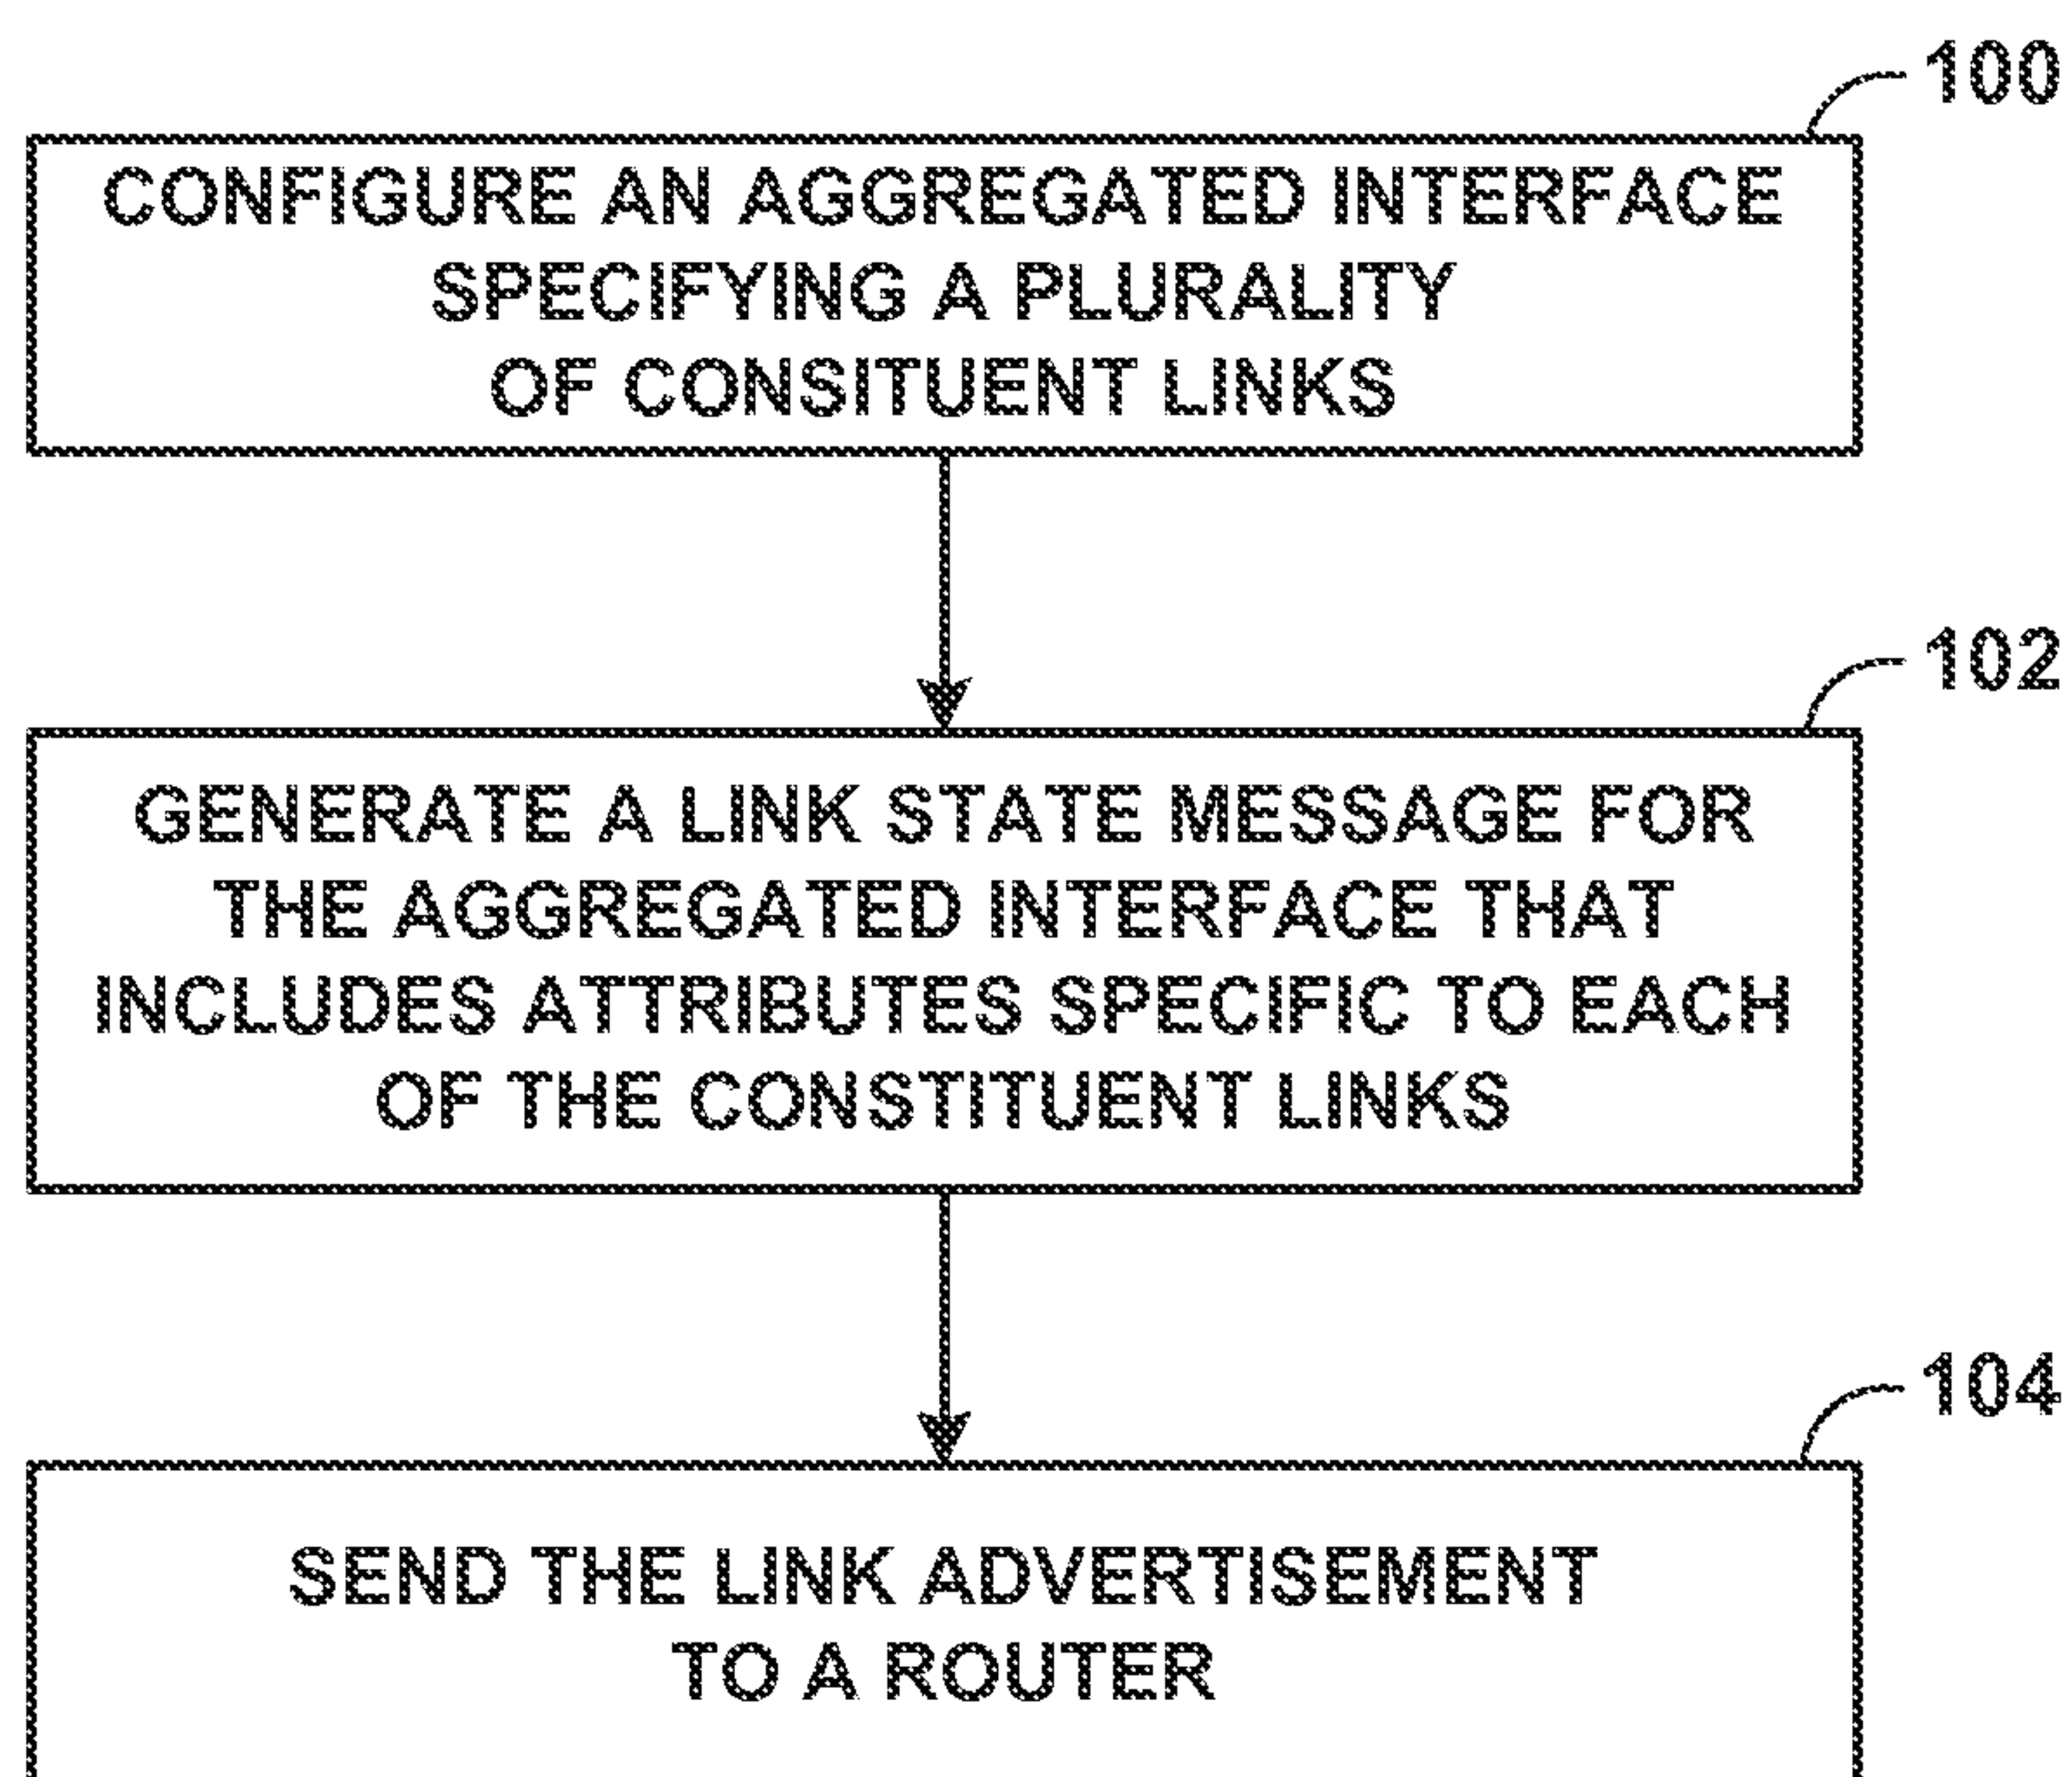 100
CONFIGURE AN AGGREGATED INTERFACE
SPECIFYING A PLURALITY
OF CONSITUENT LINKS
102
GENERATE A LINK STATE MESSAGE FOR
THE AGGREGATED INTERFACE THAT
INCLUDES ATTRIBUTES SPECIFIC TO EACH
OF THE CONSTITUENT LINKS
104
SEND THE LINK ADVERTISEMENT
TO A ROUTER